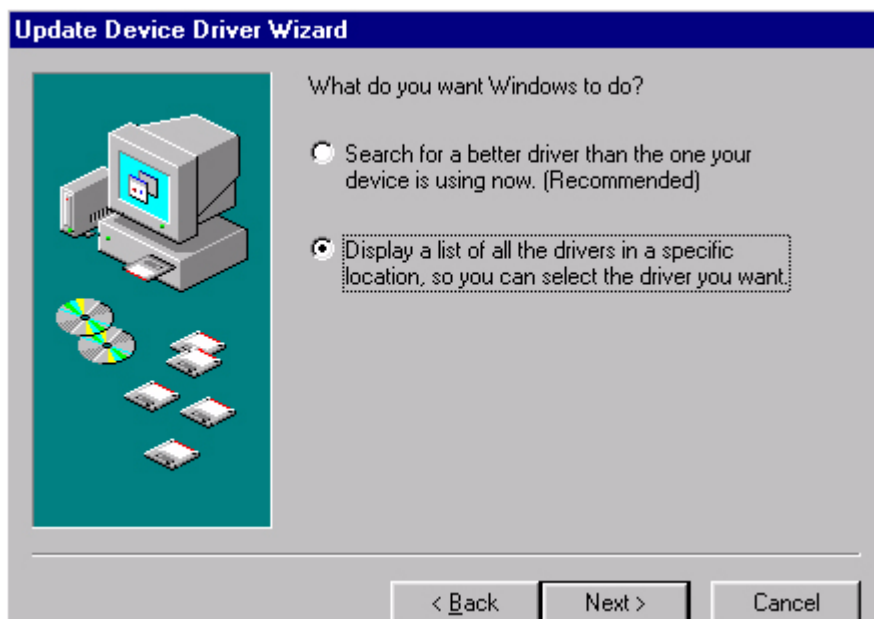 Update Device Driver Wizard
What do you want Windows to do?
Search for a better driver than the one your
device is using now. (Recommended)
Display a list of all the drivers in a specific
location, so you can select the driver you want.
< Back
Next >
Cancel